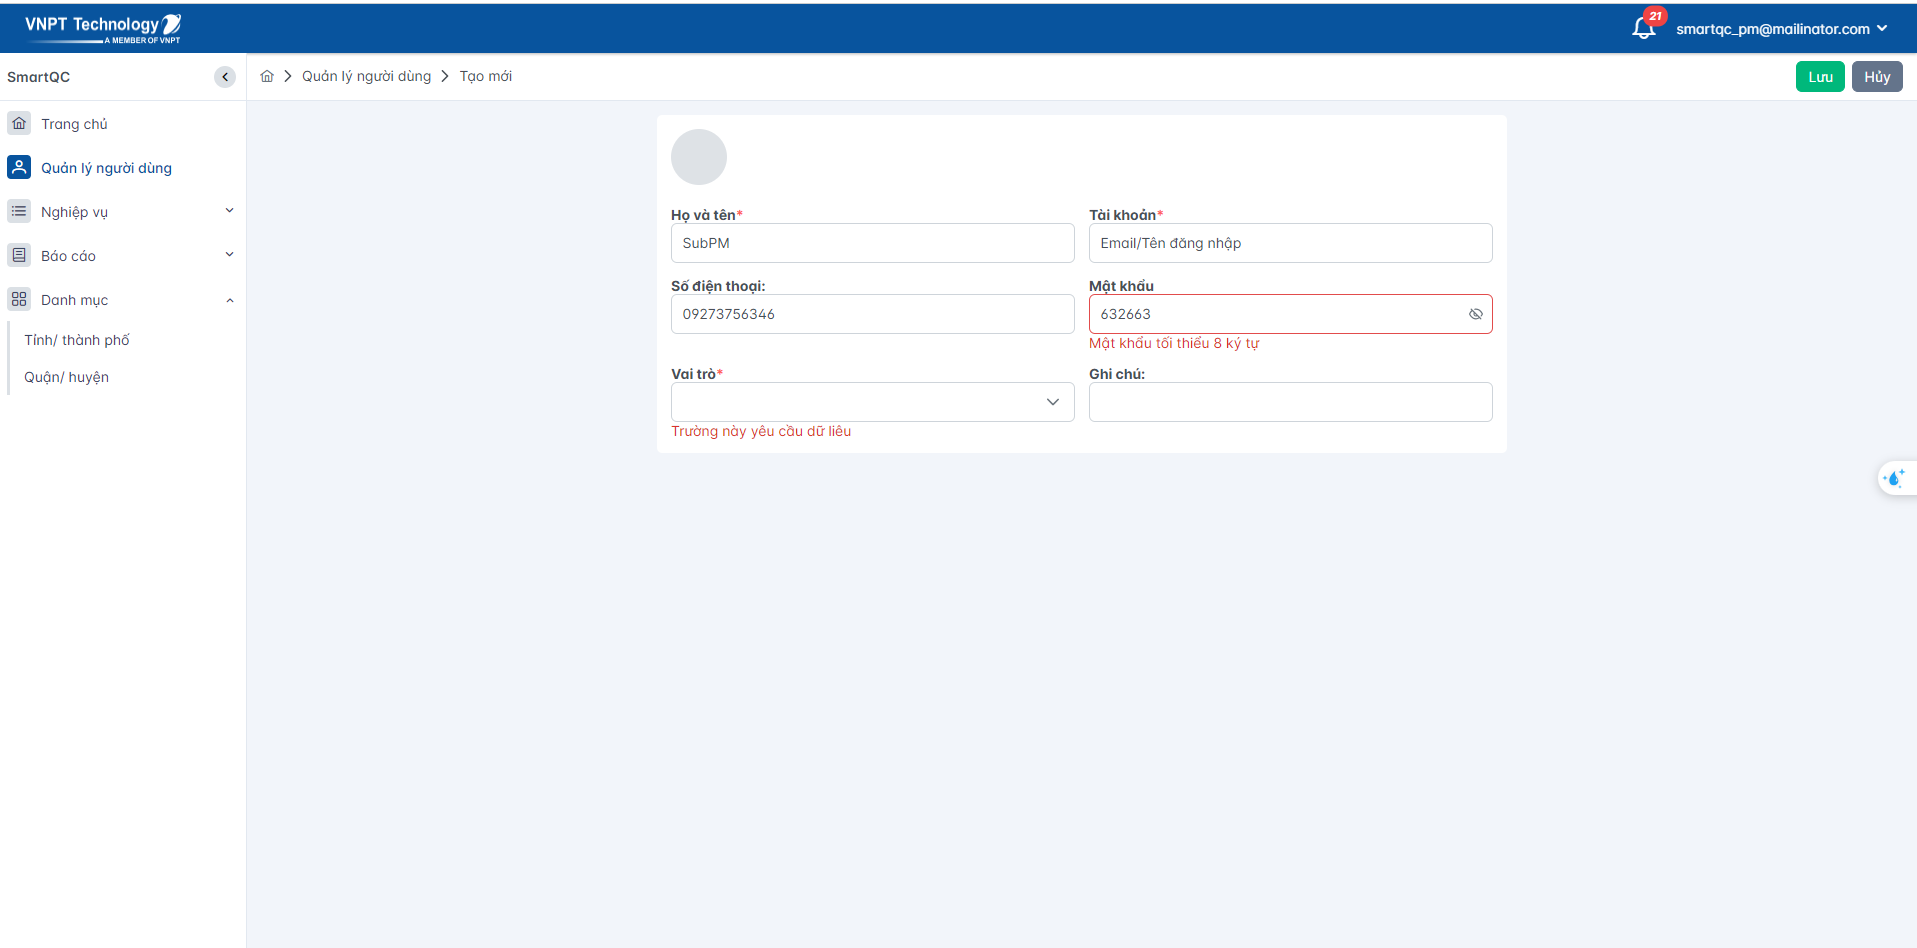 VNPT Technology
A MEMBER OF VNPT
21
smartqc_pm@mailinator.com
SmartQC
Quản lý người dùng
Tạo mới
Lưu
Hủy
Trang chủ
Quản lý người dùng
Nghiệp vụ
Báo cáo
Danh mục
Tỉnh/ thành phố
Quận/ huyện
Họ và tên*
SubPM
Tài khoản*
Email/Tên đăng nhập
Số điện thoại:
09273756346
Mật khẩu
632663
Mật khẩu tối thiểu 8 ký tự
Vai trò*
Trường này yêu cầu dữ liêu
Ghi chú: